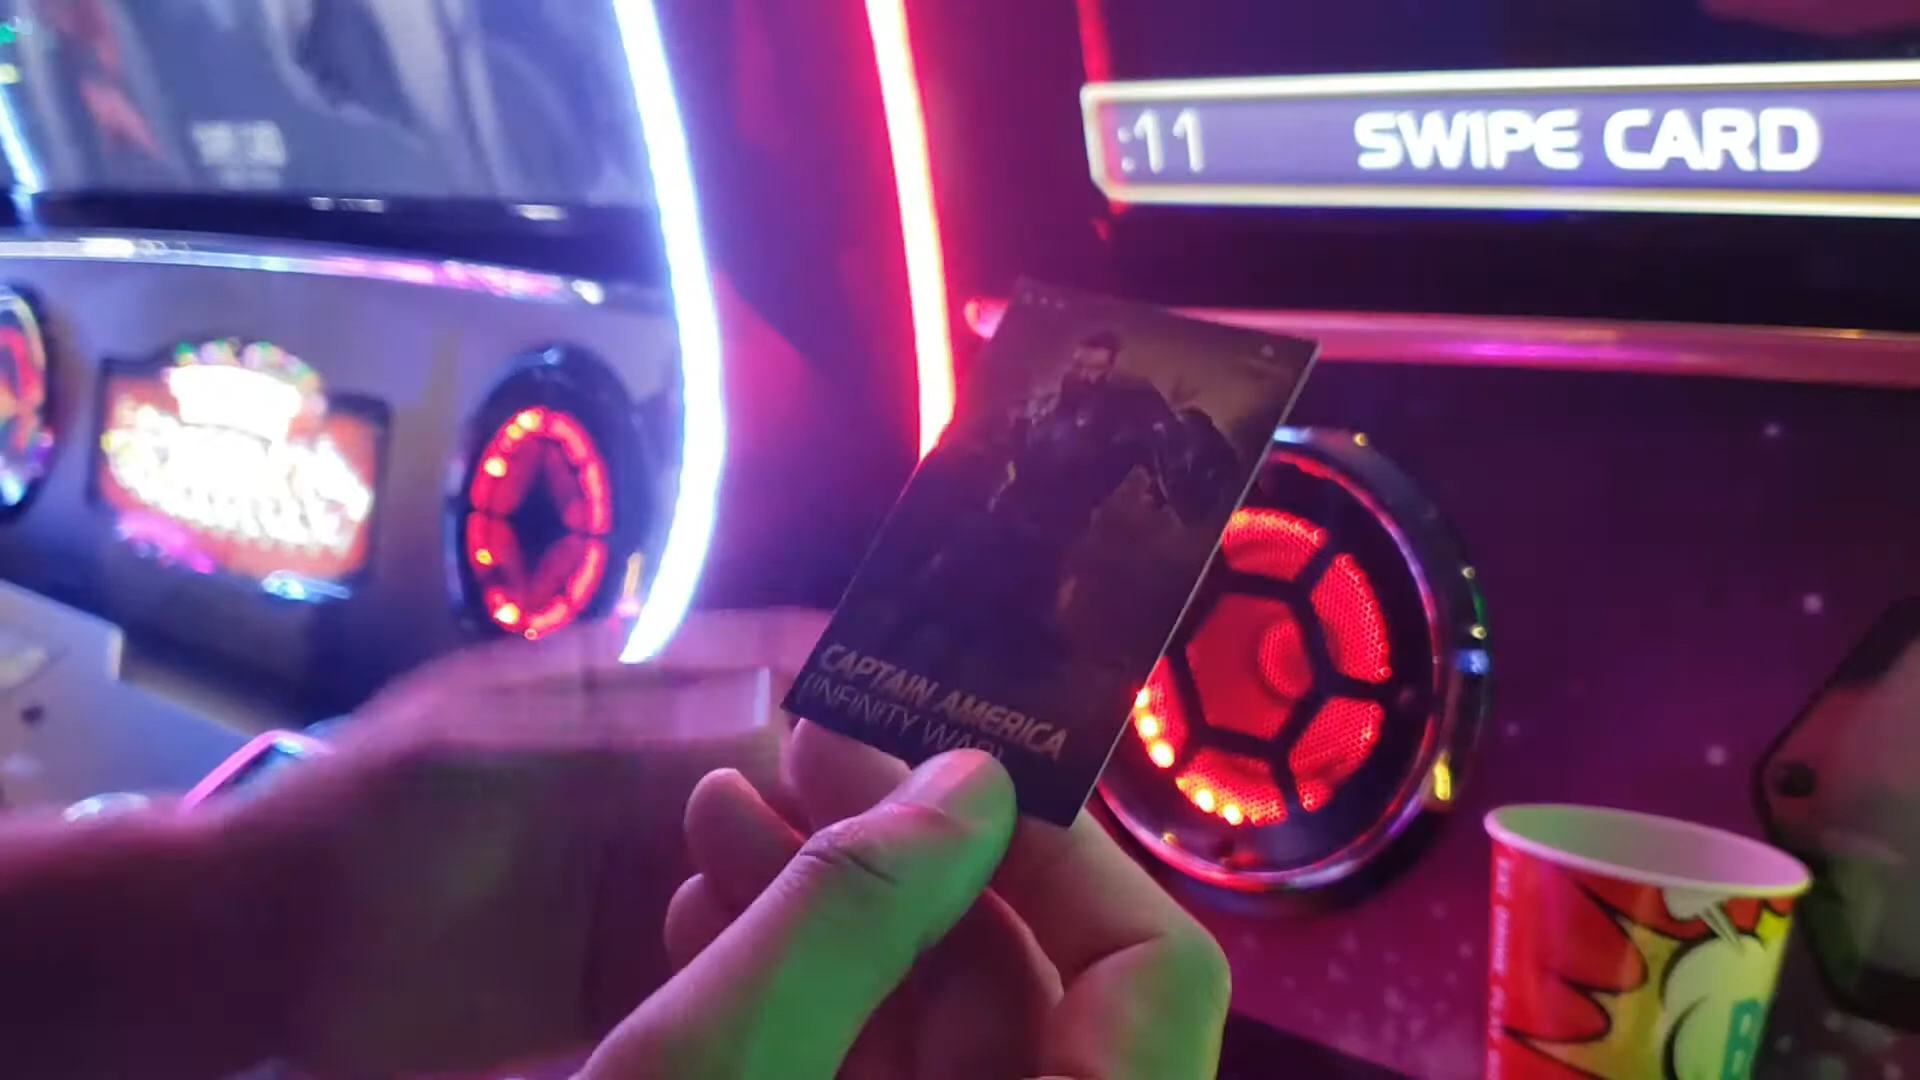 :11
SWIPE CARD
CAPTAIN AMERICA
(INFINITY WAR)
B